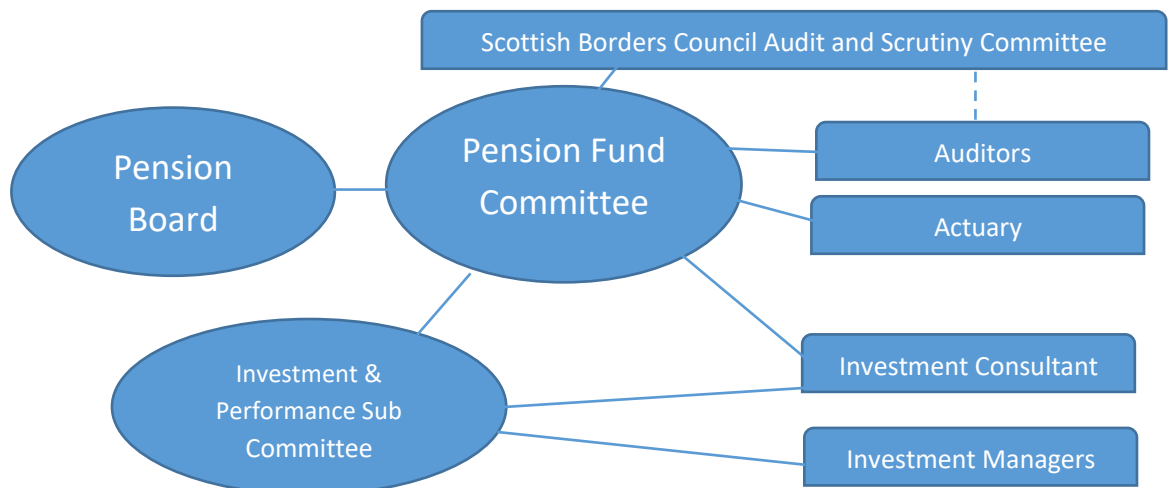 Scottish Borders Council Audit and Scrutiny Committee
Pension
Board
Pension Fund
Committee
Auditors
Actuary
Investment &
Performance Sub
Committee
Investment Consultant
Investment Managers